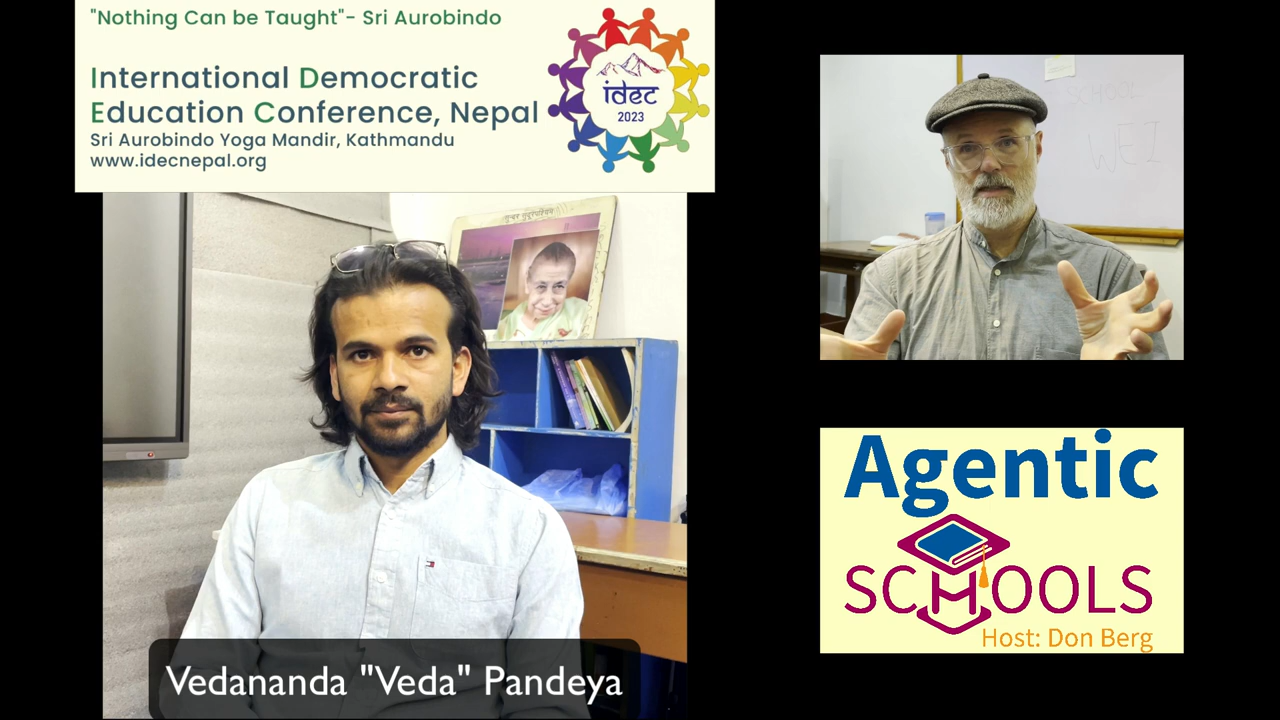 "Nothing Can be Taught"- Sri Aurobindo
International Democratic
Education Conference, Nepal
Sri Aurobindo Yoga Mandir, Kathmandu
www.idecnepal.org
idec
2023
WEI
Agentic
SCHOOLS
Host: Don Berg
Vedananda "Veda" Pandeya